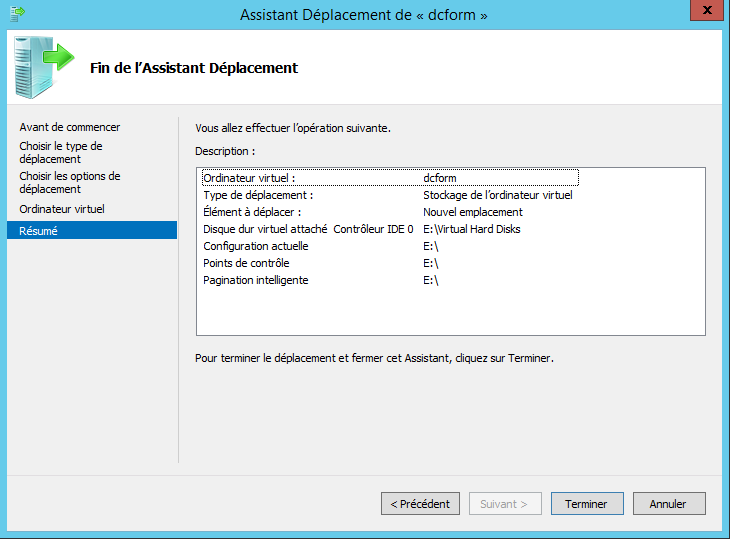 Assistant Déplacement de « dcform »
x
Fin de l'Assistant Déplacement
Avant de commencer
Choisir le type de
déplacement
Choisir les options de
déplacement
Ordinateur virtuel
Résumé
Vous allez effectuer l'opération suivante.
Description :
Ordinateur virtuel : dcform
Type de déplacement : Stockage de l'ordinateur virtuel
Élément à déplacer : Nouvel emplacement
Disque dur virtuel attaché Contrôleur IDE 0 E:\Virtual Hard Disks
Configuration actuelle E:\
Points de contrôle E:\
Pagination intelligente E:\
Pour terminer le déplacement et fermer cet Assistant, cliquez sur Terminer.
< Précédent Suivant > Terminer Annuler